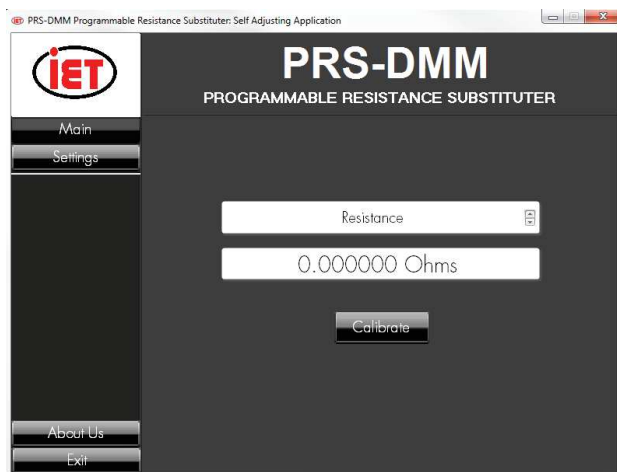 PRS-DMM Programmable Resistance Substituter: Self Adjusting Application
iET
PRS-DMM
PROGRAMMABLE RESISTANCE SUBSTITUTER
Main
Settings
Resistance
0.000000 Ohms
Calibrate
About Us
Exit